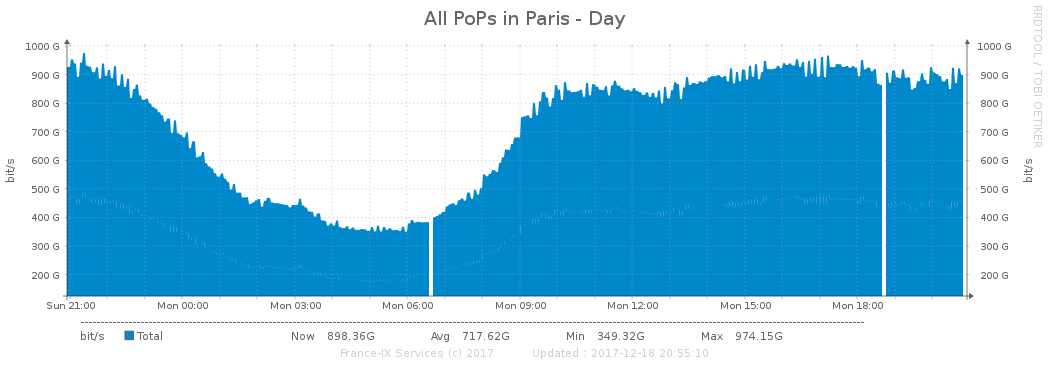 All PoPs in Paris - Day
RRDTOOL / TOBI OETIKER
bit/s
bit/s
1000 G 1000 G
900 G 900 G
800 G 800 G
700 G 700 G
600 G 600 G
500 G 500 G
400 G 400 G
300 G 300 G
200 G 200 G
Sun 21:00 Mon 00:00 Mon 03:00 Mon 06:00 Mon 09:00 Mon 12:00 Mon 15:00 Mon 18:00
bit/s Total Now 898.36G Avg 717.62G Min 349.32G Max 974.15G
France-IX Services (c) 2017 Updated : 2017-12-18 20:55:10